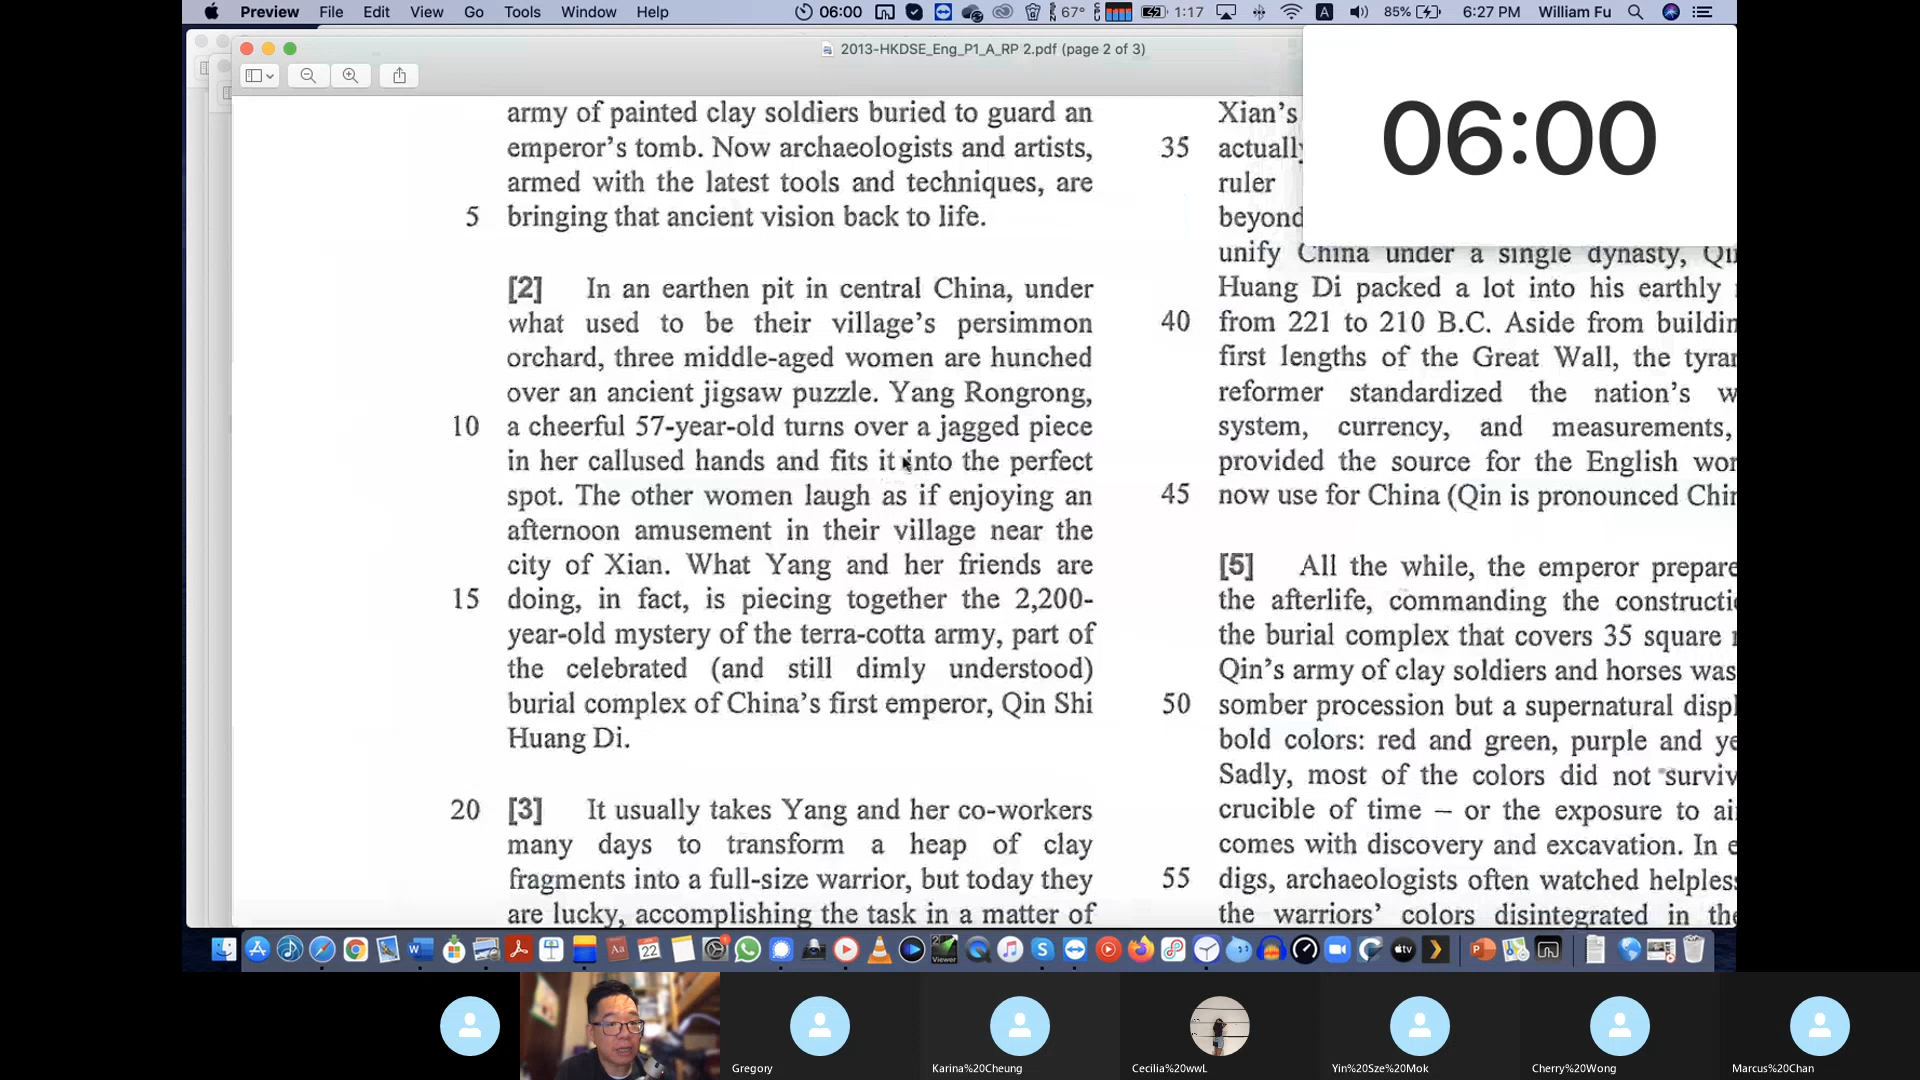 Preview File Edit View Go Tools Window Help 06:00 67° 1:17 85% 6:27 PM William Fu
2013-HKDSE_Eng_P1_A_RP 2.pdf (page 2 of 3)
06:00
army of painted clay soldiers buried to guard an
emperor's tomb. Now archaeologists and artists,
armed with the latest tools and techniques, are
5 bringing that ancient vision back to life.
[2] In an earthen pit in central China, under
what used to be their village's persimmon
orchard, three middle-aged women are hunched
over an ancient jigsaw puzzle. Yang Rongrong,
10 a cheerful 57-year-old turns over a jagged piece
in her callused hands and fits it into the perfect
spot. The other women laugh as if enjoying an
afternoon amusement in their village near the
city of Xian. What Yang and her friends are
15 doing, in fact, is piecing together the 2,200-
year-old mystery of the terra-cotta army, part of
the celebrated (and still dimly understood)
burial complex of China's first emperor, Qin Shi
Huang Di.
20 [3] It usually takes Yang and her co-workers
many days to transform a heap of clay
fragments into a full-size warrior, but today they
are lucky, accomplishing the task in a matter of
Xian's
35 actually
ruler
beyond
unify China under a single dynasty, Qi
Huang Di packed a lot into his earthly
40 from 221 to 210 B.C. Aside from buildin
first lengths of the Great Wall, the tyra
reformer standardized the nation's w
system, currency, and measurements,
provided the source for the English wor
45 now use for China (Qin is pronounced Chin
[5] All the while, the emperor prepare
the afterlife, commanding the constructi
the burial complex that covers 35 square
Qin's army of clay soldiers and horses was
50 somber procession but a supernatural displ
bold colors: red and green, purple and ye
Sadly, most of the colors did not surviv
crucible of time – or the exposure to ai
comes with discovery and excavation. In e
55 digs, archaeologists often watched helples
the warriors' colors disintegrated in the
Gregory
Karina%20Cheung
Cecilia%20wwL
Yin%20Sze%20Mok
Cherry%20Wong
Marcus%20Chan